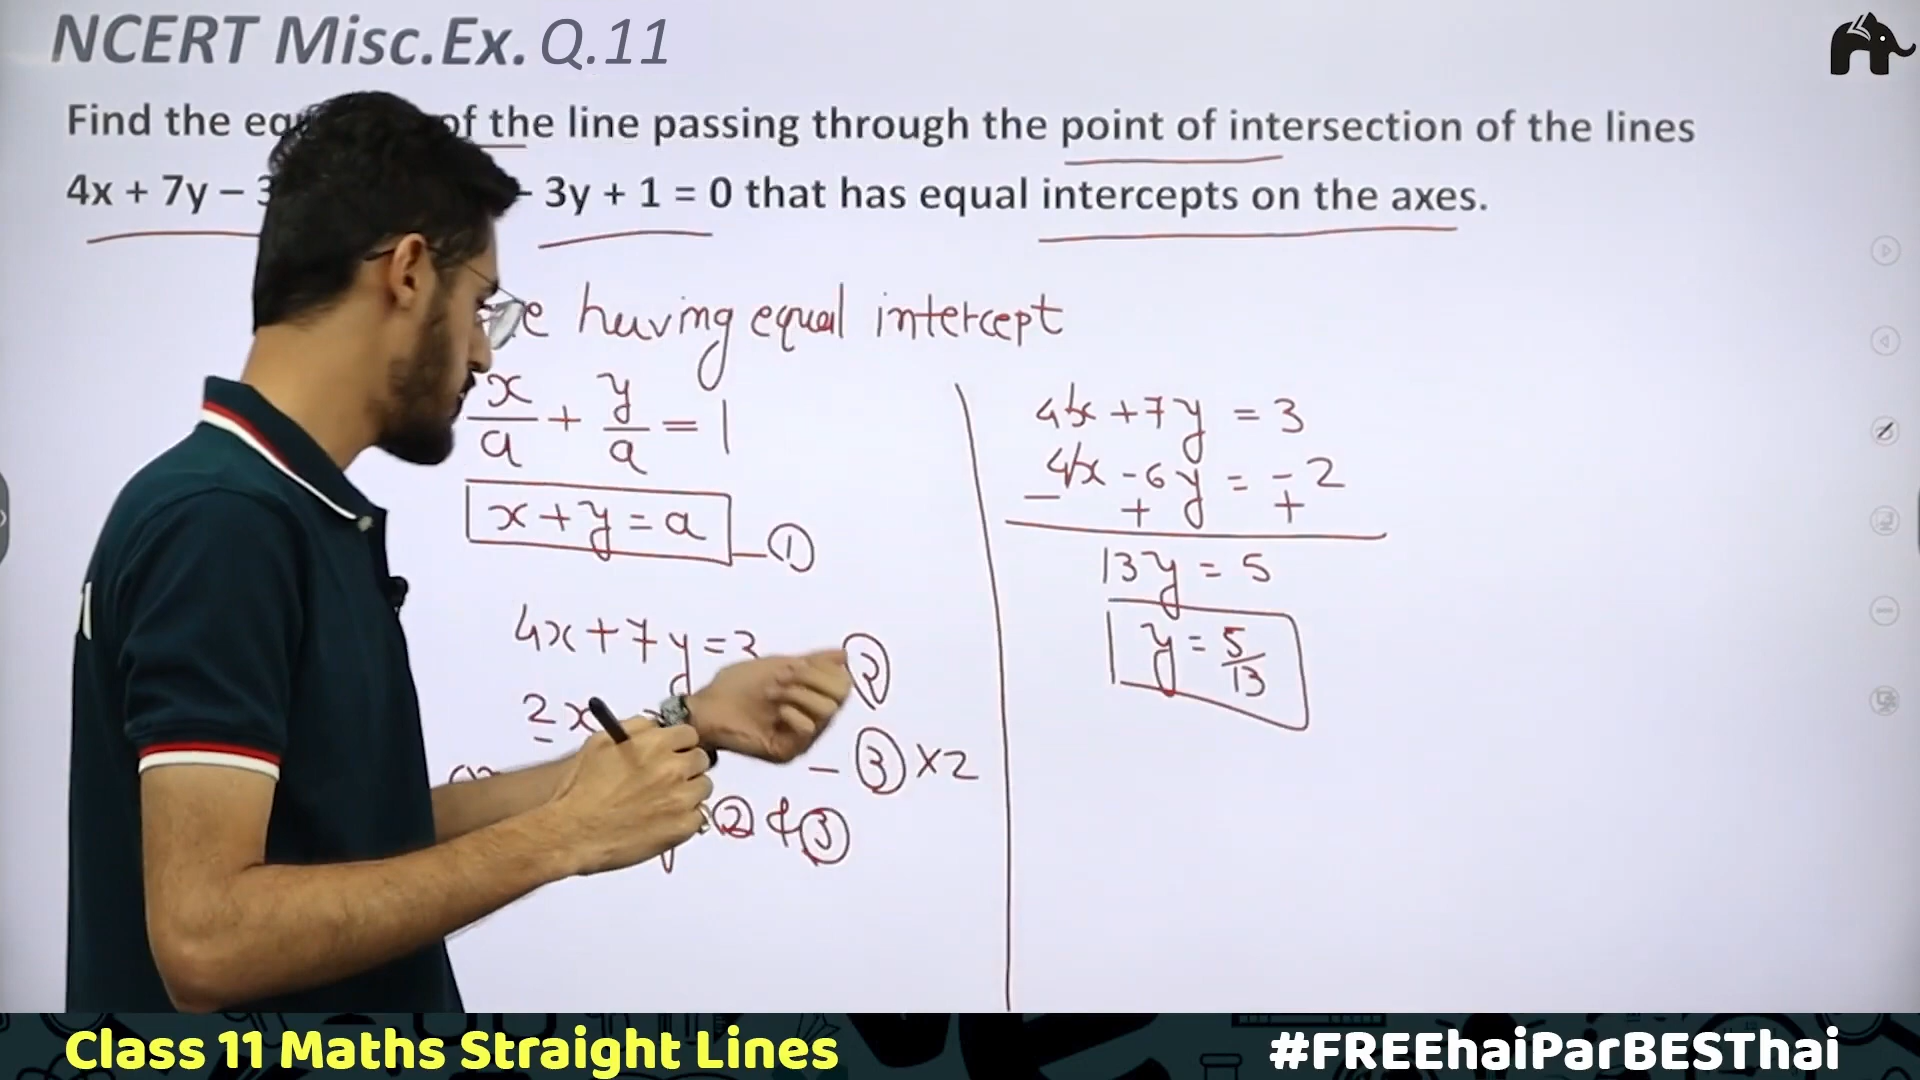 NCERT Misc.Ex. Q.11
Find the of the line passing through the point of intersection of the lines
4x + 7y – 3 - 3y + 1 = 0 that has equal intercepts on the axes.
having equal intercept
x/a + y/a = 1
x + y = a — ①
4x + 7y = 3 ②
2x – ③ × 2
② & ③
4x + 7y = 3
4x - 6y = - 2
– + +
13y = 5
y = 5/13
Class 11 Maths Straight Lines
#FREEhaiParBESThai